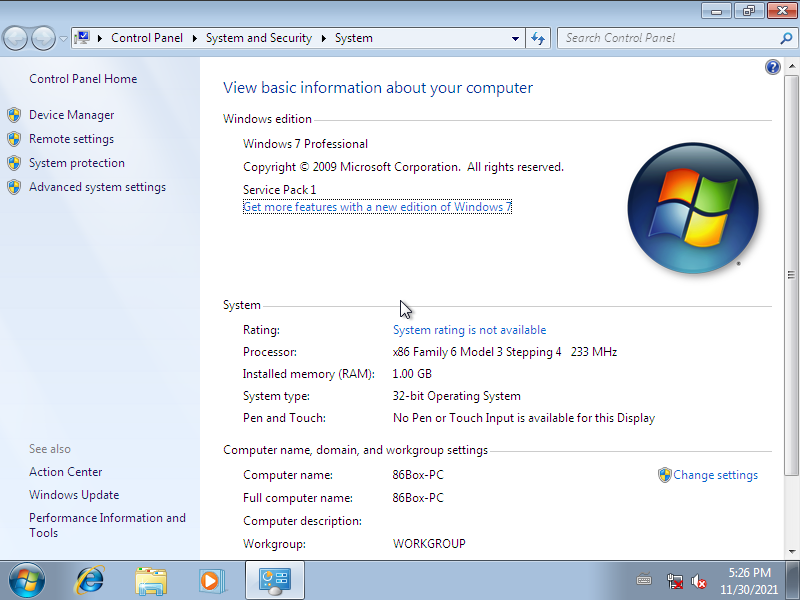 Control Panel ▸ System and Security ▸ System
Search Control Panel
Control Panel Home
Device Manager
Remote settings
System protection
Advanced system settings
See also
Action Center
Windows Update
Performance Information and
Tools
View basic information about your computer
Windows edition
Windows 7 Professional
Copyright © 2009 Microsoft Corporation. All rights reserved.
Service Pack 1
Get more features with a new edition of Windows 7
System
Rating: System rating is not available
Processor: x86 Family 6 Model 3 Stepping 4 233 MHz
Installed memory (RAM): 1.00 GB
System type: 32-bit Operating System
Pen and Touch: No Pen or Touch Input is available for this Display
Computer name, domain, and workgroup settings
Computer name: 86Box-PC
Change settings
Full computer name: 86Box-PC
Computer description:
Workgroup: WORKGROUP
5:26 PM
11/30/2021